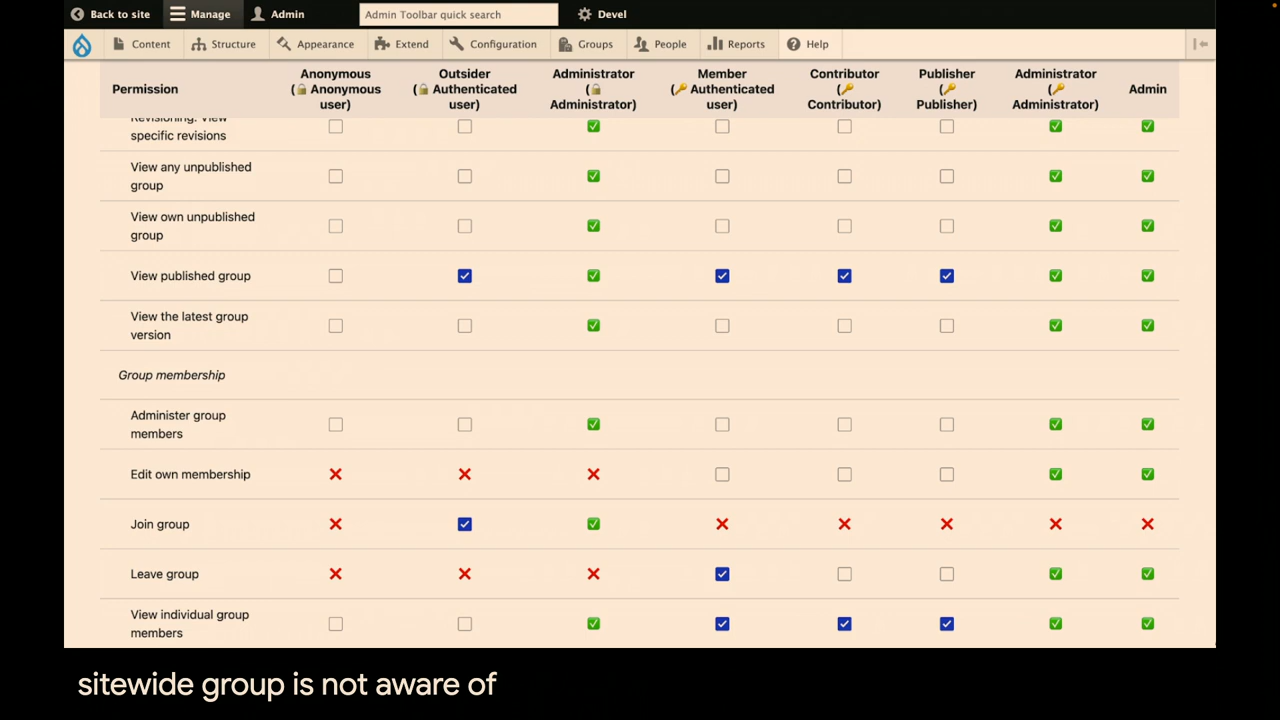 Back to site
Manage
Admin
Admin Toolbar quick search
Devel
Content
Structure
Appearance
Extend
Configuration
Groups
People
Reports
Help
Permission
Anonymous
(🔒 Anonymous
user)
Outsider
(🔒 Authenticated
user)
Administrator
(🔒
Administrator)
Member
(🔑 Authenticated
user)
Contributor
(🔑
Contributor)
Publisher
(🔑
Publisher)
Administrator
(🔑
Administrator)
Admin
Revisioning: View
specific revisions
View any unpublished
group
View own unpublished
group
View published group
View the latest group
version
Group membership
Administer group
members
Edit own membership
Join group
Leave group
View individual group
members
sitewide group is not aware of